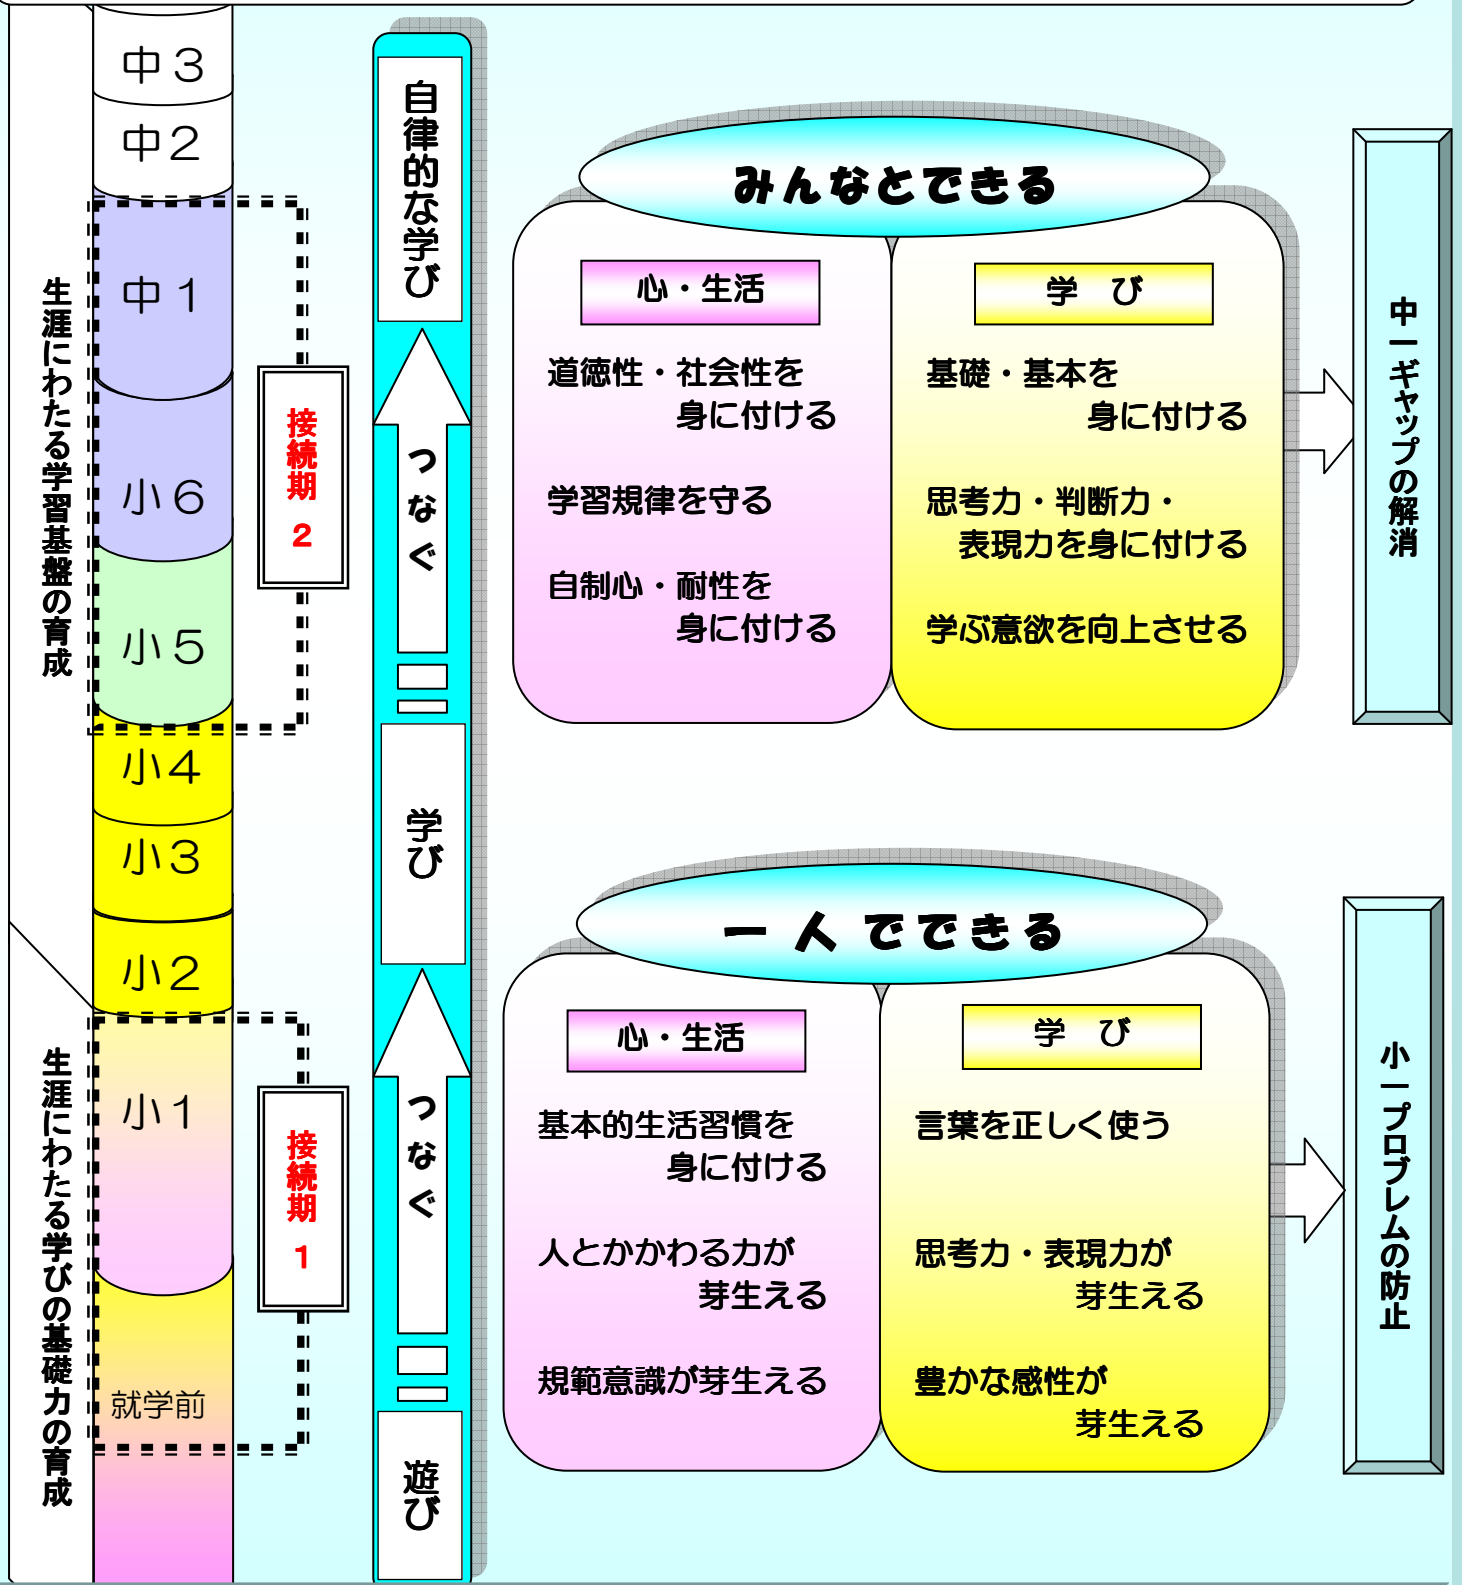 中３
中２
中１
小６
小５
小４
小３
小２
小１
就学前
生涯にわたる学習基盤の育成
生涯にわたる学びの基礎力の育成
接続期 ２
接続期 １
自律的な学び
つなぐ
学び
つなぐ
遊び
みんなとできる
心・生活
道徳性・社会性を
身に付ける
学習規律を守る
自制心・耐性を
身に付ける
学 び
基礎・基本を
身に付ける
思考力・判断力・
表現力を身に付ける
学ぶ意欲を向上させる
中一ギャップの解消
一人でできる
心・生活
基本的生活習慣を
身に付ける
人とかかわる力が
芽生える
規範意識が芽生える
学 び
言葉を正しく使う
思考力・表現力が
芽生える
豊かな感性が
芽生える
小一プロブレムの防止